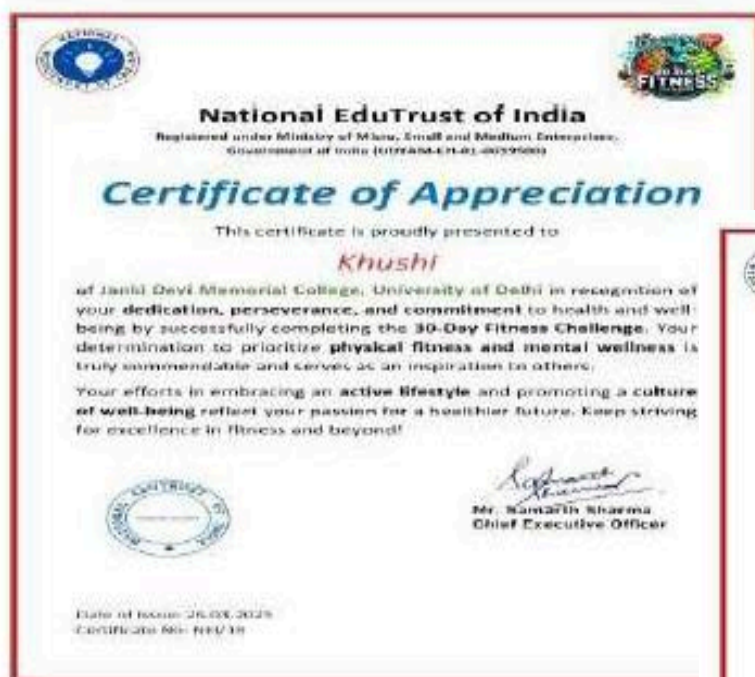 FITNESS
National EduTrust of India
Registered under Ministry of Micro, Small and Medium Enterprises,
Government of India
Certificate of Appreciation
This certificate is proudly presented to
Khushi
of Janki Devi Memorial College, University of Delhi in recognition of
your dedication, perseverance, and commitment to health and well-
being by successfully completing the 30-Day Fitness Challenge. Your
determination to prioritize physical fitness and mental wellness is
truly commendable and serves as an inspiration to others.
Your efforts in embracing an active lifestyle and promoting a culture
of well-being reflect your passion for a healthier future. Keep striving
for excellence in fitness and beyond!
Mr. Samarth Sharma
Chief Executive Officer
Date of Issue:
Certificate No: